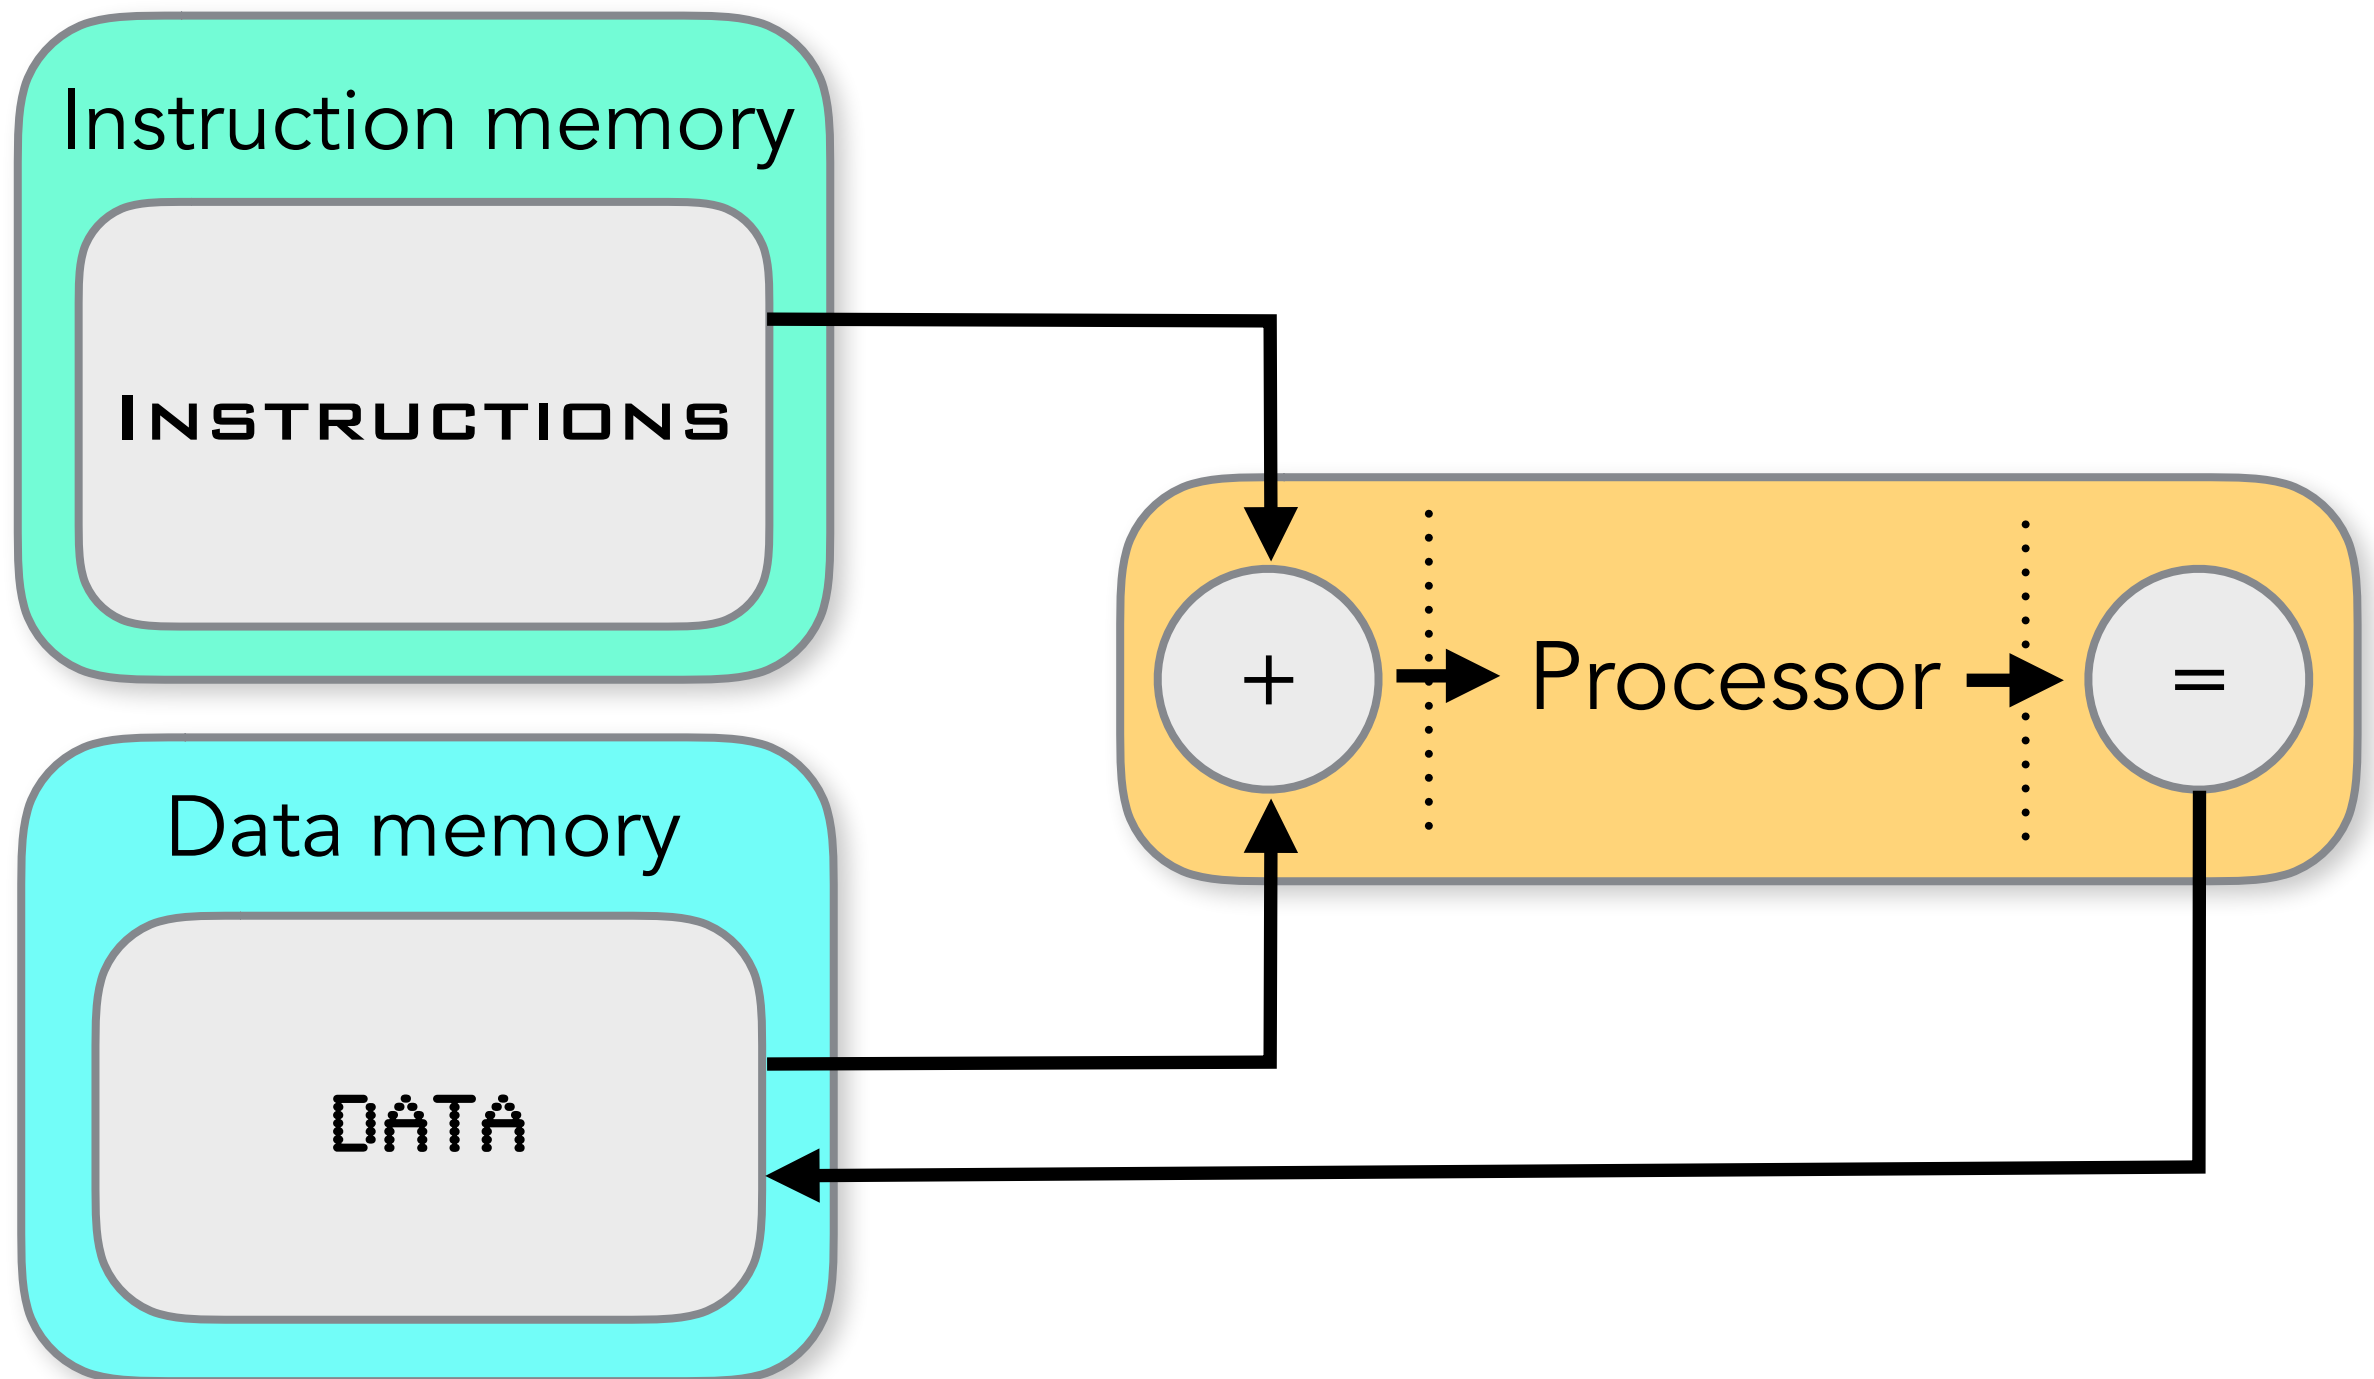 Instruction memory
Instructions
+
Processor
=
Data memory
DATA